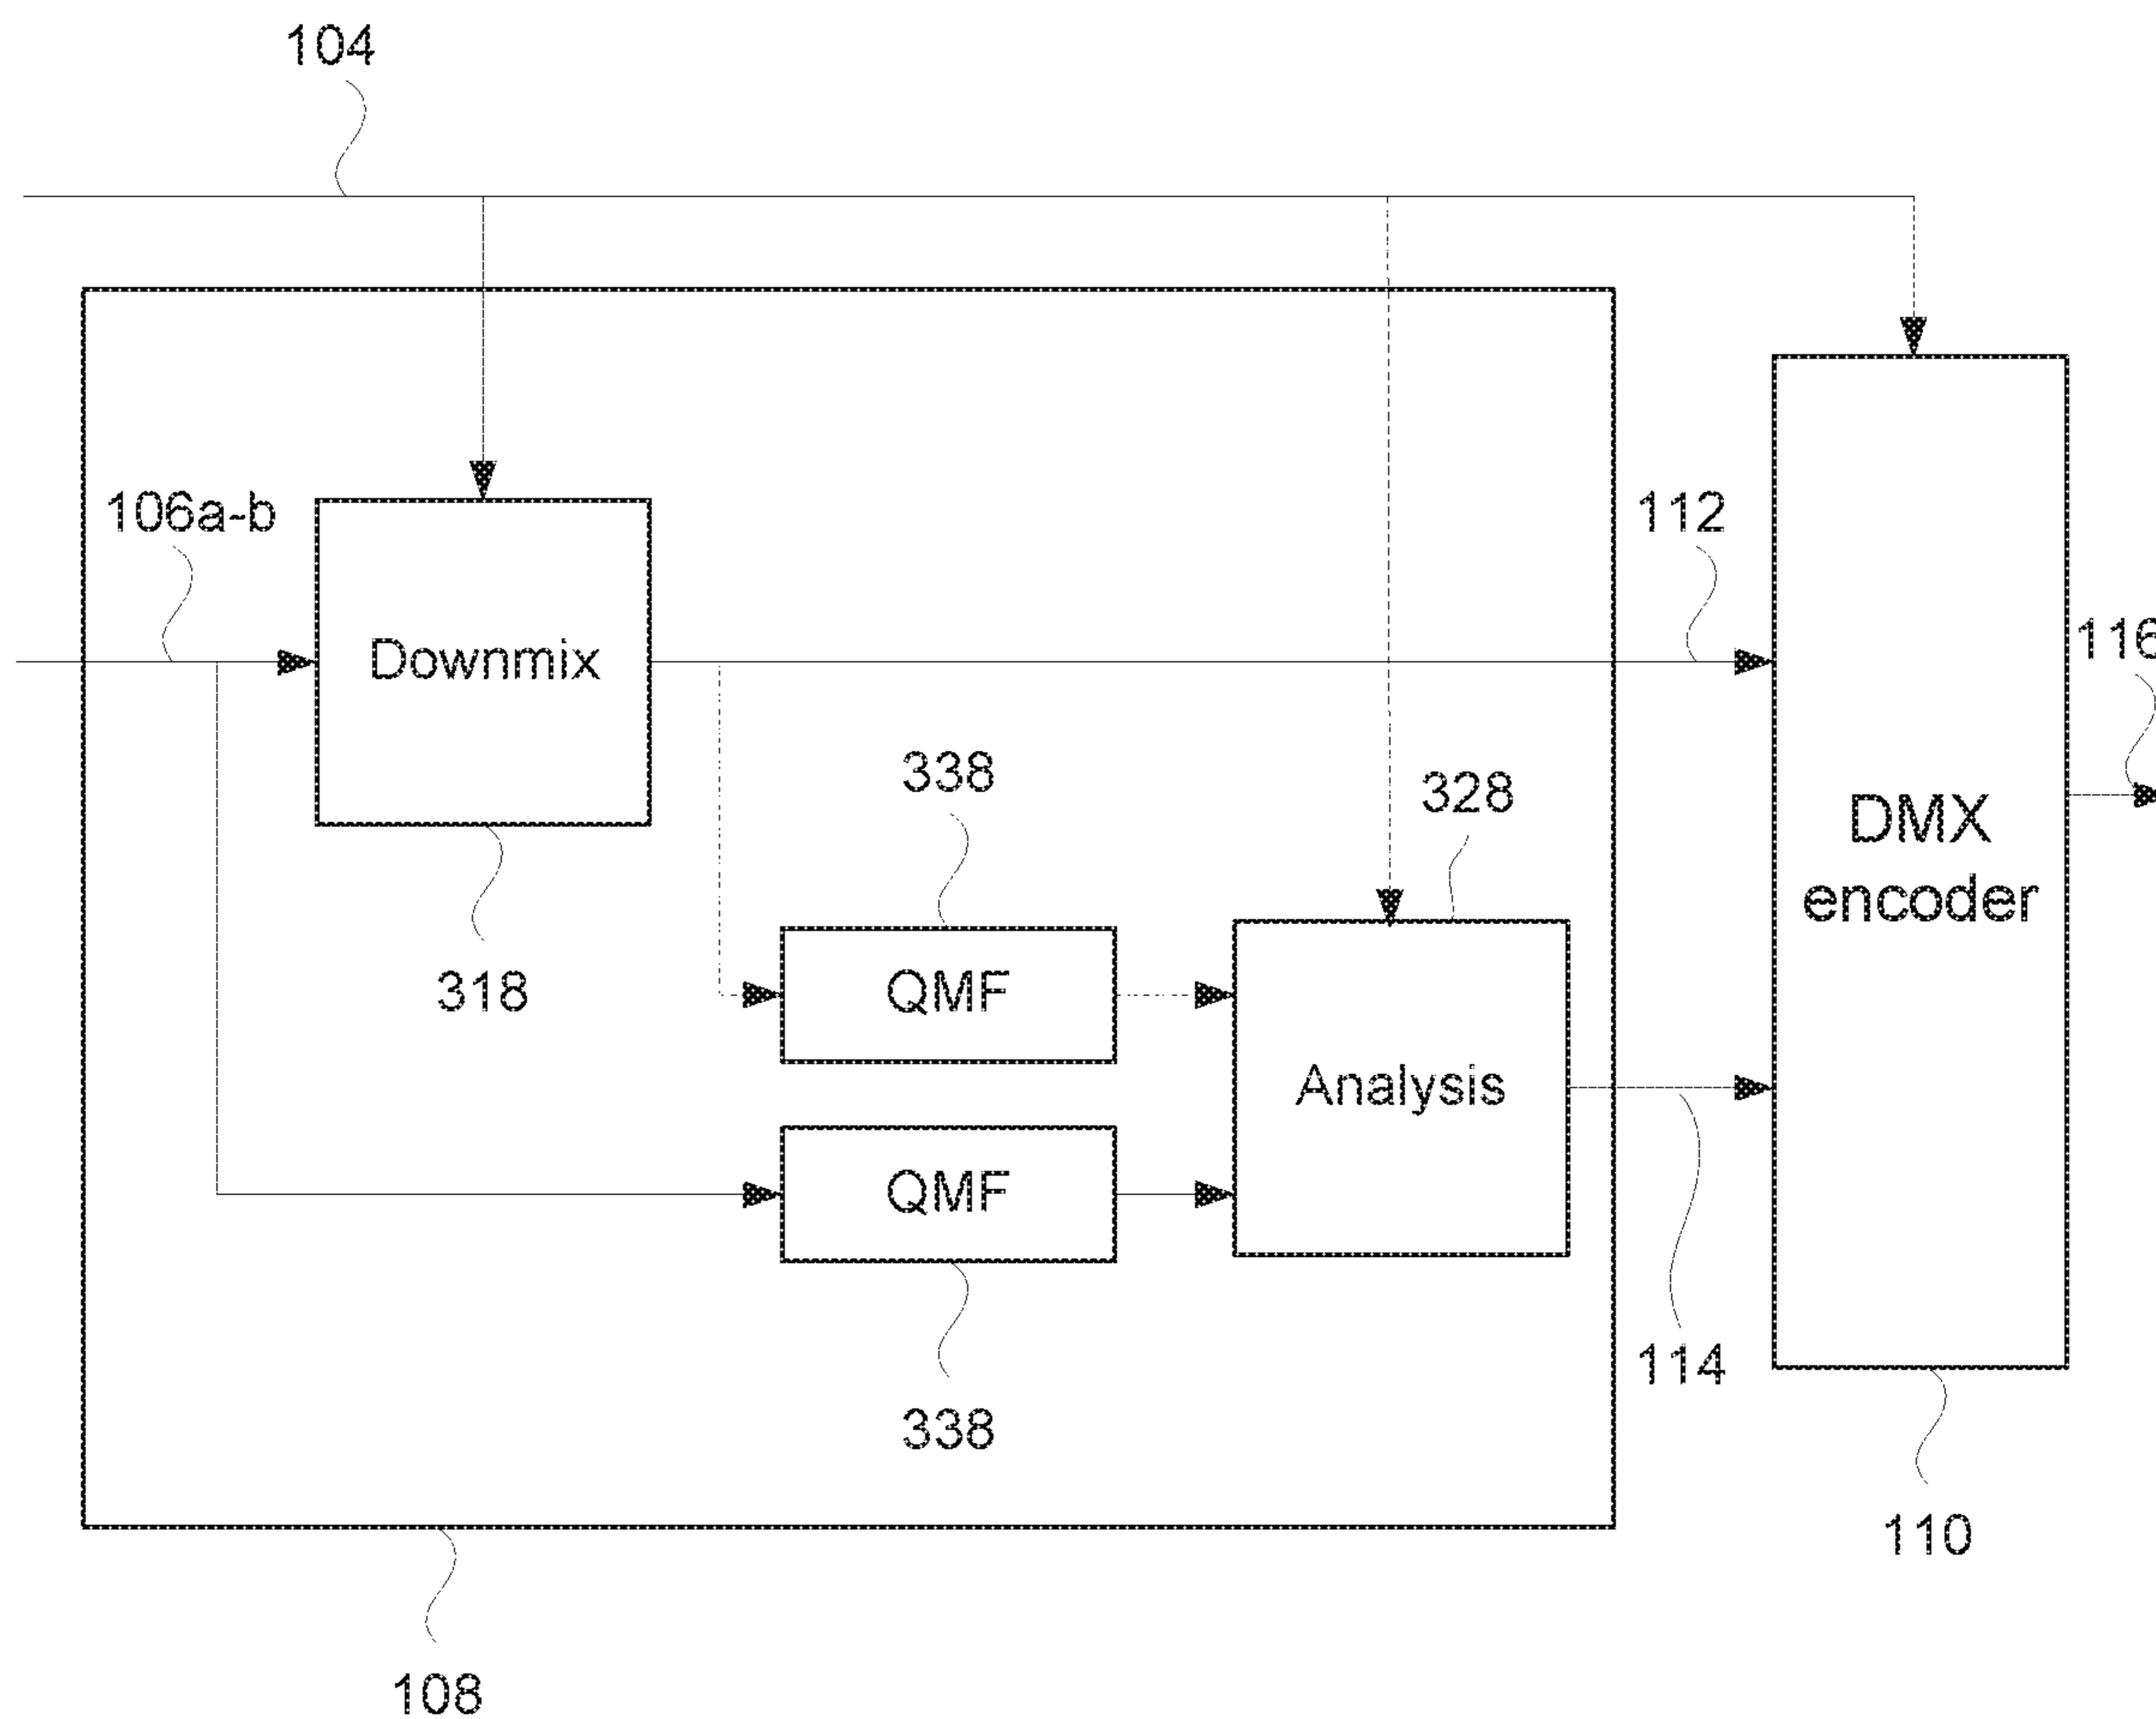 104
106a-b
112
Downmix
116
338
328
DMX
encoder
318
QMF
Analysis
QMF
114
338
110
108